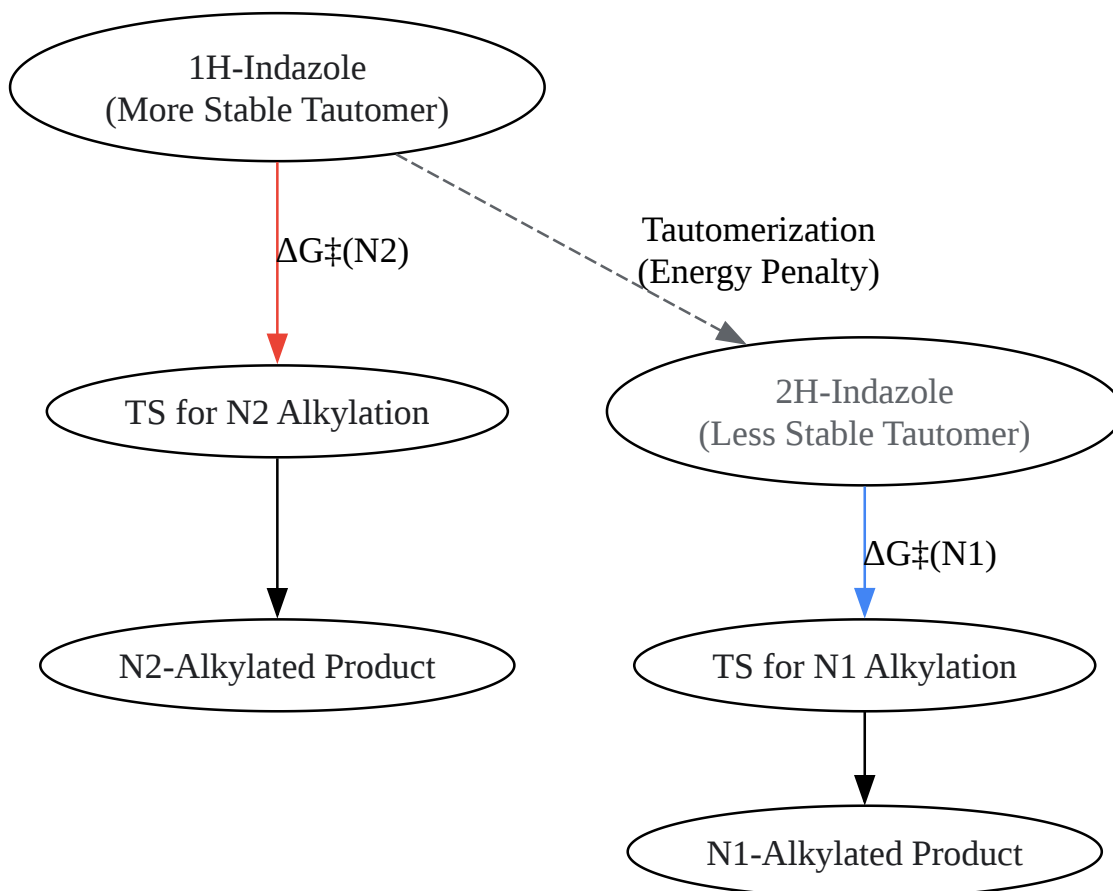 1H-Indazole
(More Stable Tautomer)
ΔG‡(N2)
Tautomerization
(Energy Penalty)
TS for N2 Alkylation
2H-Indazole
(Less Stable Tautomer)
ΔG‡(N1)
N2-Alkylated Product
TS for N1 Alkylation
N1-Alkylated Product